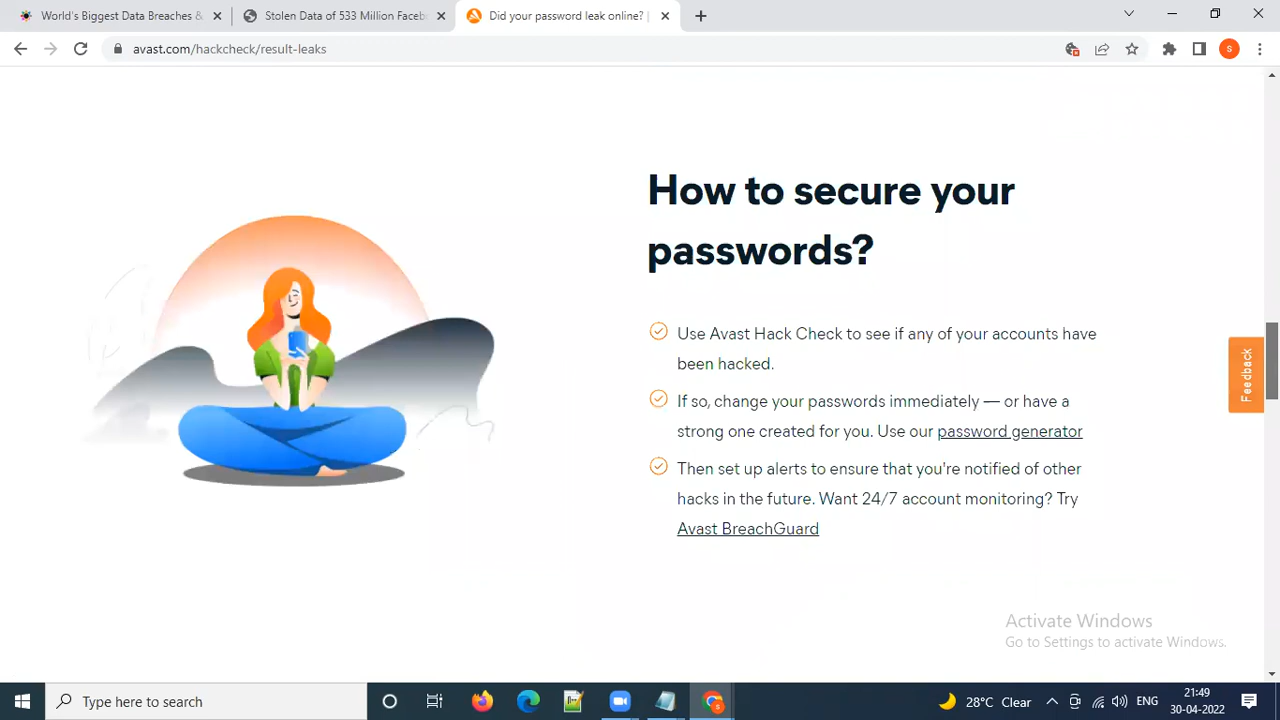 World's Biggest Data Breaches &
Stolen Data of 533 Million Faceb
Did your password leak online? |
avast.com/hackcheck/result-leaks
S
How to secure your
passwords?
Use Avast Hack Check to see if any of your accounts have
been hacked.
If so, change your passwords immediately — or have a
strong one created for you. Use our password generator
Then set up alerts to ensure that you're notified of other
hacks in the future. Want 24/7 account monitoring? Try
Avast BreachGuard
Feedback
Activate Windows
Go to Settings to activate Windows.
Type here to search
28°C Clear
ENG
21:49
30-04-2022